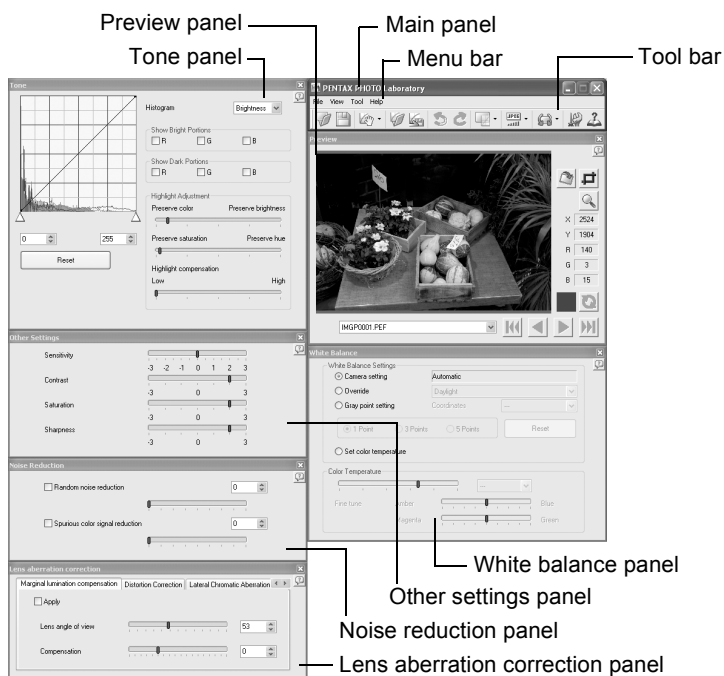 Preview panel
Main panel
Tone panel
Menu bar
Tool bar
Tone
Histogram
Brightness
Show Bright Portions
R G B
Show Dark Portions
R G B
Highlight Adjustment
Preserve color Preserve brightness
Preserve saturation Preserve hue
Highlight compensation
Low High
0 255
Reset
PENTAX PHOTO Laboratory
File View Tool Help
JPEG
Preview
X 2524
Y 1904
R 140
G 3
B 15
IMGP0001.PEF
Other Settings
Sensitivity
-3 -2 -1 0 1 2 3
Contrast
-3 0 3
Saturation
-3 0 3
Sharpness
-3 0 3
White Balance
White Balance Settings
Camera setting Automatic
Override Daylight
Gray point setting Coordinates ---
1 Point 3 Points 5 Points Reset
Set color temperature
Color Temperature
---
Fine tune Amber Blue
Magenta Green
Noise Reduction
Random noise reduction 0
Spurious color signal reduction 0
Lens aberration correction
Marginal lumination compensation Distortion Correction Lateral Chromatic Aberration
Apply
Lens angle of view 53
Compensation 0
White balance panel
Other settings panel
Noise reduction panel
Lens aberration correction panel